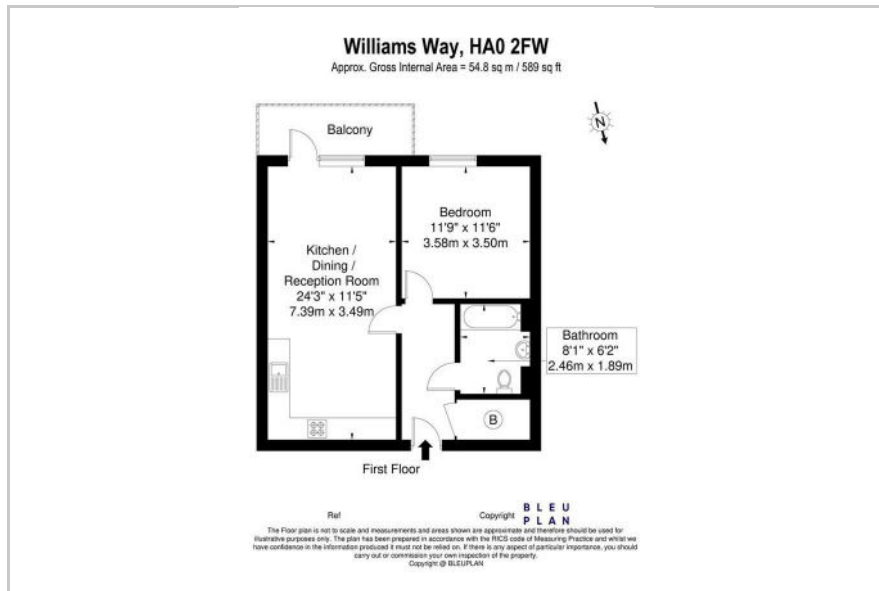 Williams Way, HA0 2FW
Approx. Gross Internal Area = 54.8 sq m / 589 sq ft
N
Balcony
Bedroom
11'9" x 11'6"
3.58m x 3.50m
Kitchen /
Dining /
Reception Room
24'3" x 11'5"
7.39m x 3.49m
Bathroom
8'1" x 6'2"
2.46m x 1.89m
B
First Floor
Ref
Copyright
BLEU
PLAN
The Floor plan is not to scale and measurements and areas shown are approximate and therefore should be used for
illustrative purposes only. The plan has been prepared in accordance with the RICS code of Measuring Practice and whilst we
have confidence in the information produced it must not be relied on. If there is any aspect of particular importance, you should
carry out or commission your own inspection of the property.
Copyright @ BLEUPLAN